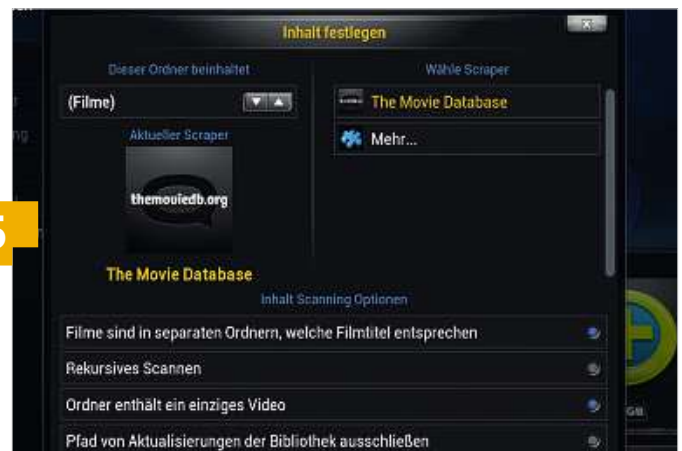 Inhalt festlegen
Dieser Ordner beinhaltet
Wähle Scraper
(Filme)
The Movie Database
Aktueller Scraper
Mehr...
themoviedb.org
The Movie Database
Inhalt Scanning Optionen
Filme sind in separaten Ordnern, welche Filmtitel entsprechen
Rekursives Scannen
Ordner enthält ein einziges Video
GB
Pfad von Aktualisierungen der Bibliothek ausschließen